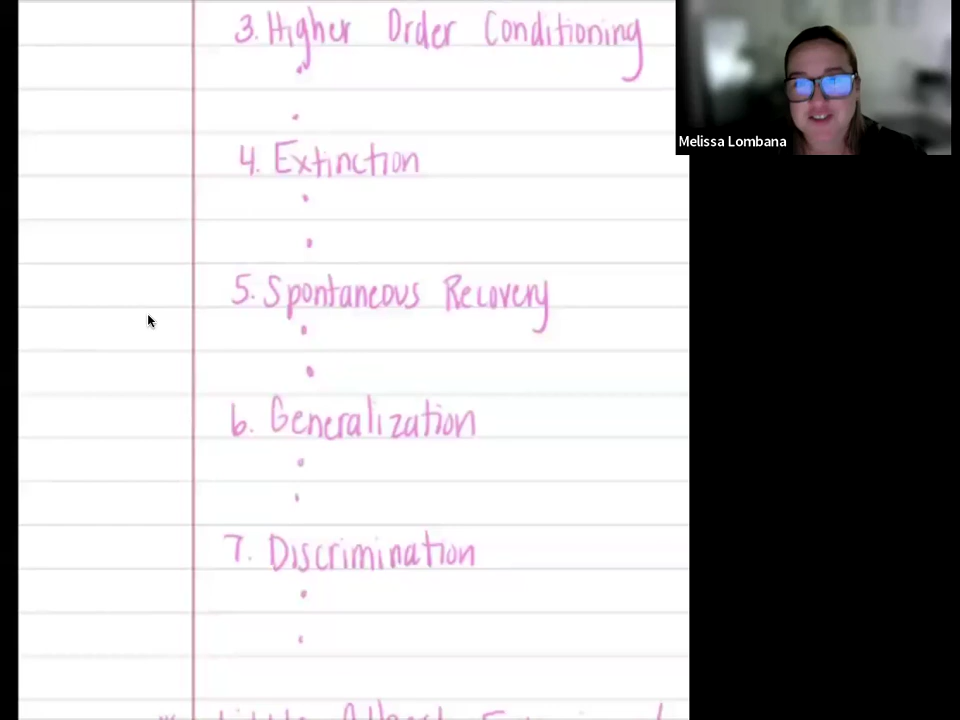 3. Higher Order Conditioning
Melissa Lombana
4. Extinction
5. Spontaneous Recovery
6. Generalization
7. Discrimination